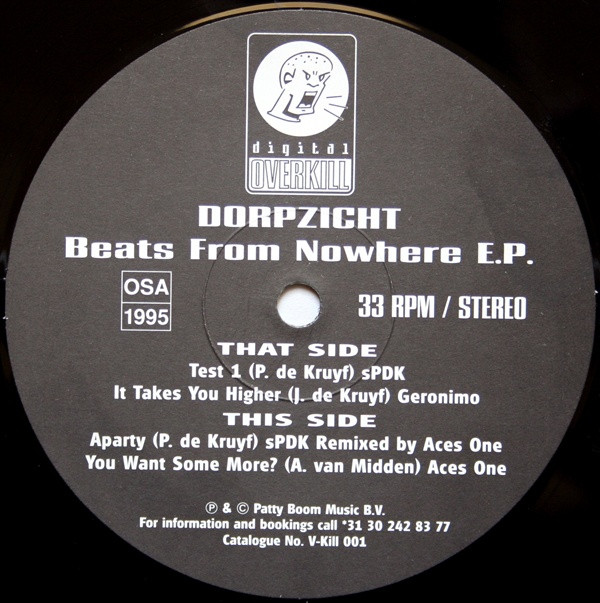 digital
OVERKILL
DORPZICHT
Beats From Nowhere E.P.
OSA
1995
33 RPM / STEREO
THAT SIDE
Test 1 (P. de Kruyf) sPDK
It Takes You Higher (J. de Kruyf) Geronimo
THIS SIDE
Aparty (P. de Kruyf) sPDK Remixed by Aces One
You Want Some More? (A. van Midden) Aces One
℗ & © Patty Boom Music B.V.
For information and bookings call *31 30 242 83 77
Catalogue No. V-Kill 001